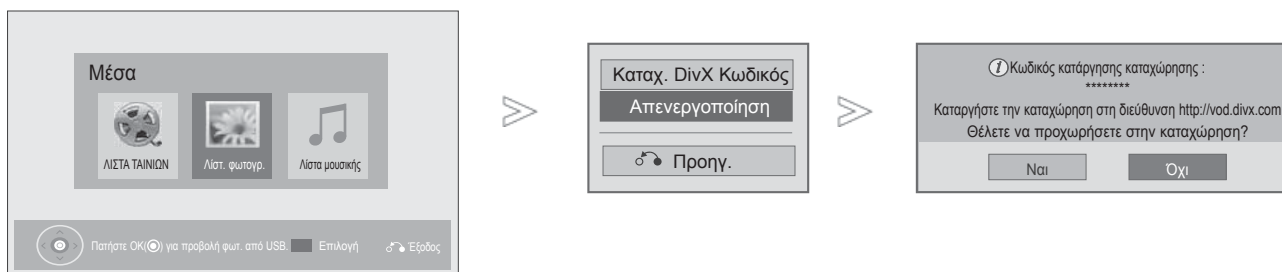 Μέσα
ΛΙΣΤΑ ΤΑΙΝΙΩΝ Λίστ. φωτογρ. Λίστα μουσικής
Πατήστε OK(◉) για προβολή φωτ. από USB. Επιλογή Έξοδος
Καταχ. DivX Κωδικός
Απενεργοποίηση
Προηγ.
Κωδικός κατάργησης καταχώρησης :
********
Καταργήστε την καταχώρηση στη διεύθυνση http://vod.divx.com
Θέλετε να προχωρήσετε στην καταχώρηση?
Ναι Όχι